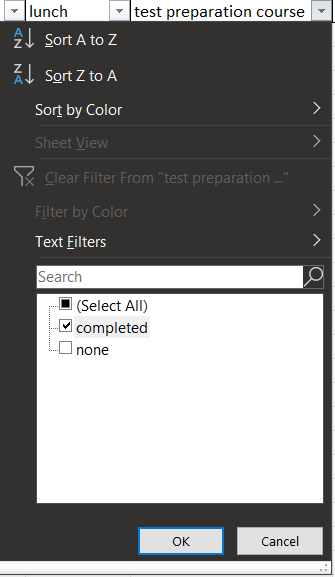 lunch test preparation course
Sort A to Z
Sort Z to A
Sort by Color
Sheet View
Clear Filter From "test preparation ..."
Filter by Color
Text Filters
Search
(Select All)
completed
none
OK Cancel